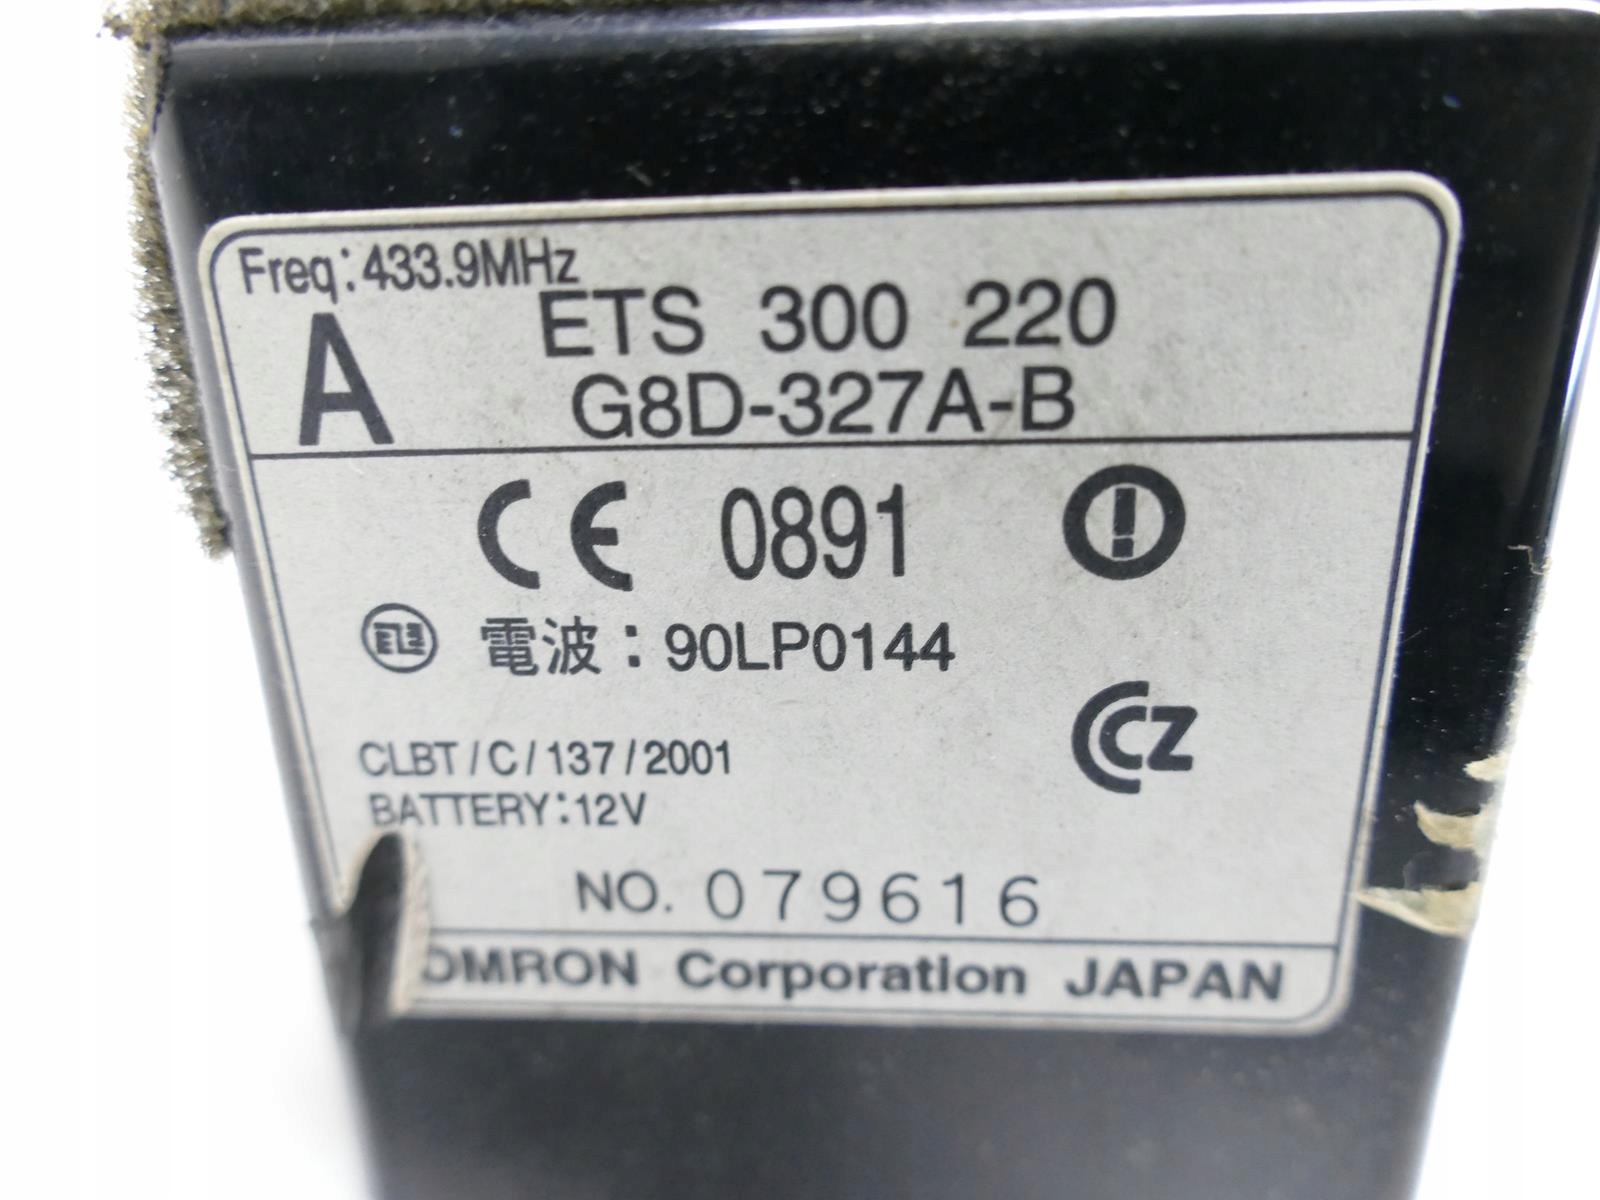 Freq:433.9MHz
A
ETS 300 220
G8D-327A-B
CE 0891
電波：90LP0144
CZ
CLBT/C/137/2001
BATTERY:12V
NO. 079616
OMRON Corporation JAPAN